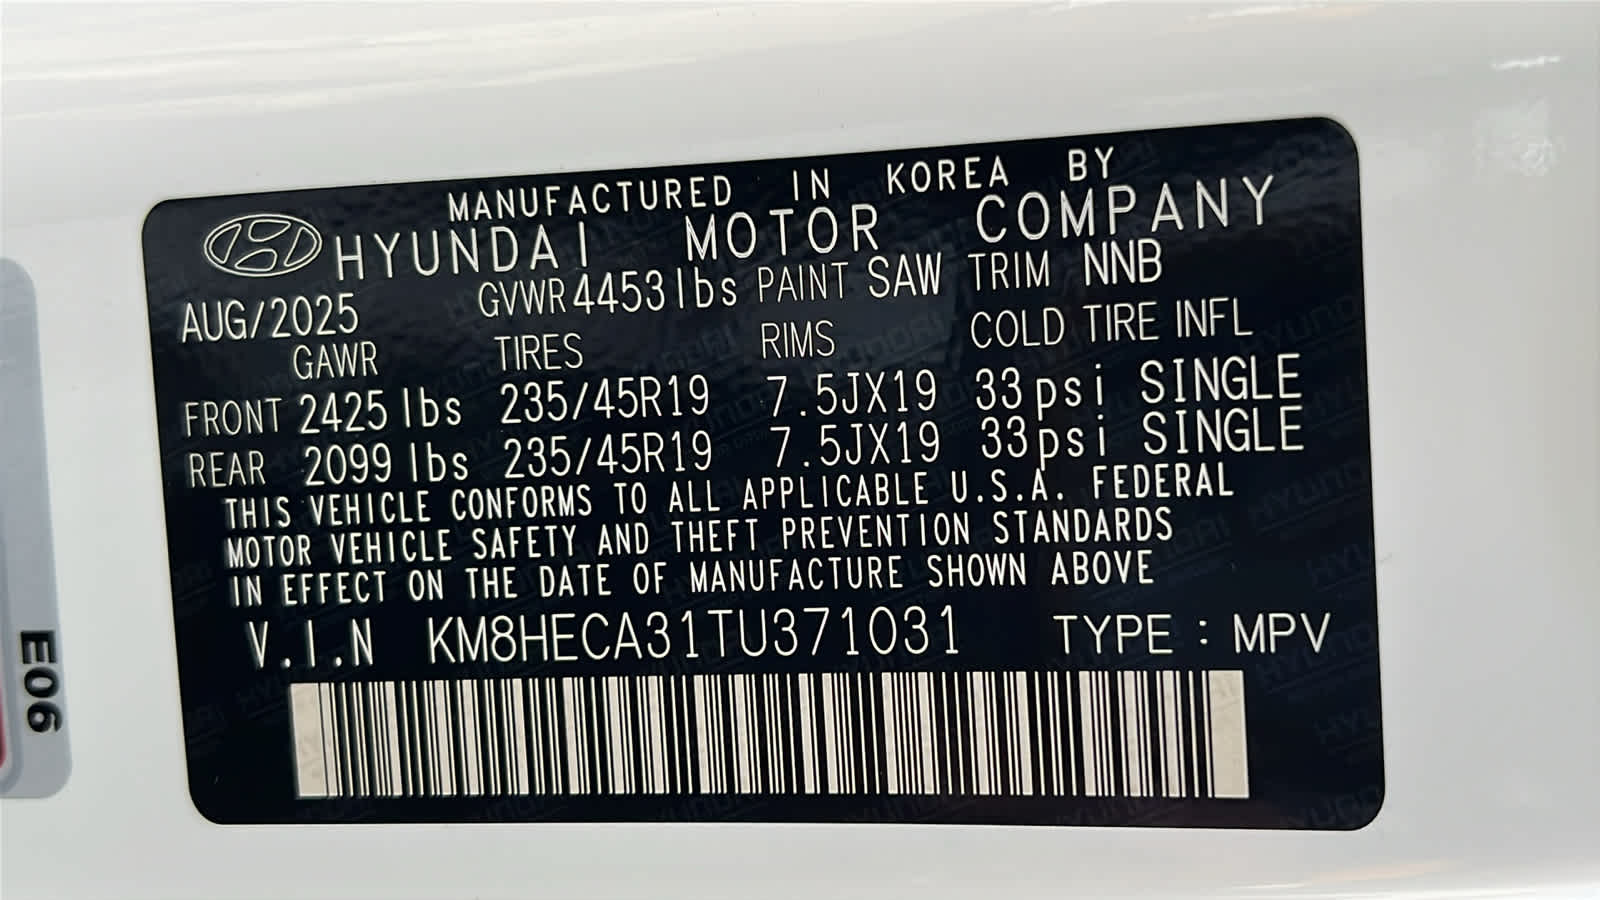 MANUFACTURED IN KOREA BY
HYUNDAI MOTOR COMPANY
AUG/2025 GVWR 4453 lbs PAINT SAW TRIM NNB
GAWR TIRES RIMS COLD TIRE INFL
FRONT 2425 lbs 235/45R19 7.5JX19 33psi SINGLE
REAR 2099 lbs 235/45R19 7.5JX19 33psi SINGLE
THIS VEHICLE CONFORMS TO ALL APPLICABLE U.S.A. FEDERAL
MOTOR VEHICLE SAFETY AND THEFT PREVENTION STANDARDS
IN EFFECT ON THE DATE OF MANUFACTURE SHOWN ABOVE
V.I.N KM8HECA31TU371031 TYPE : MPV
E06